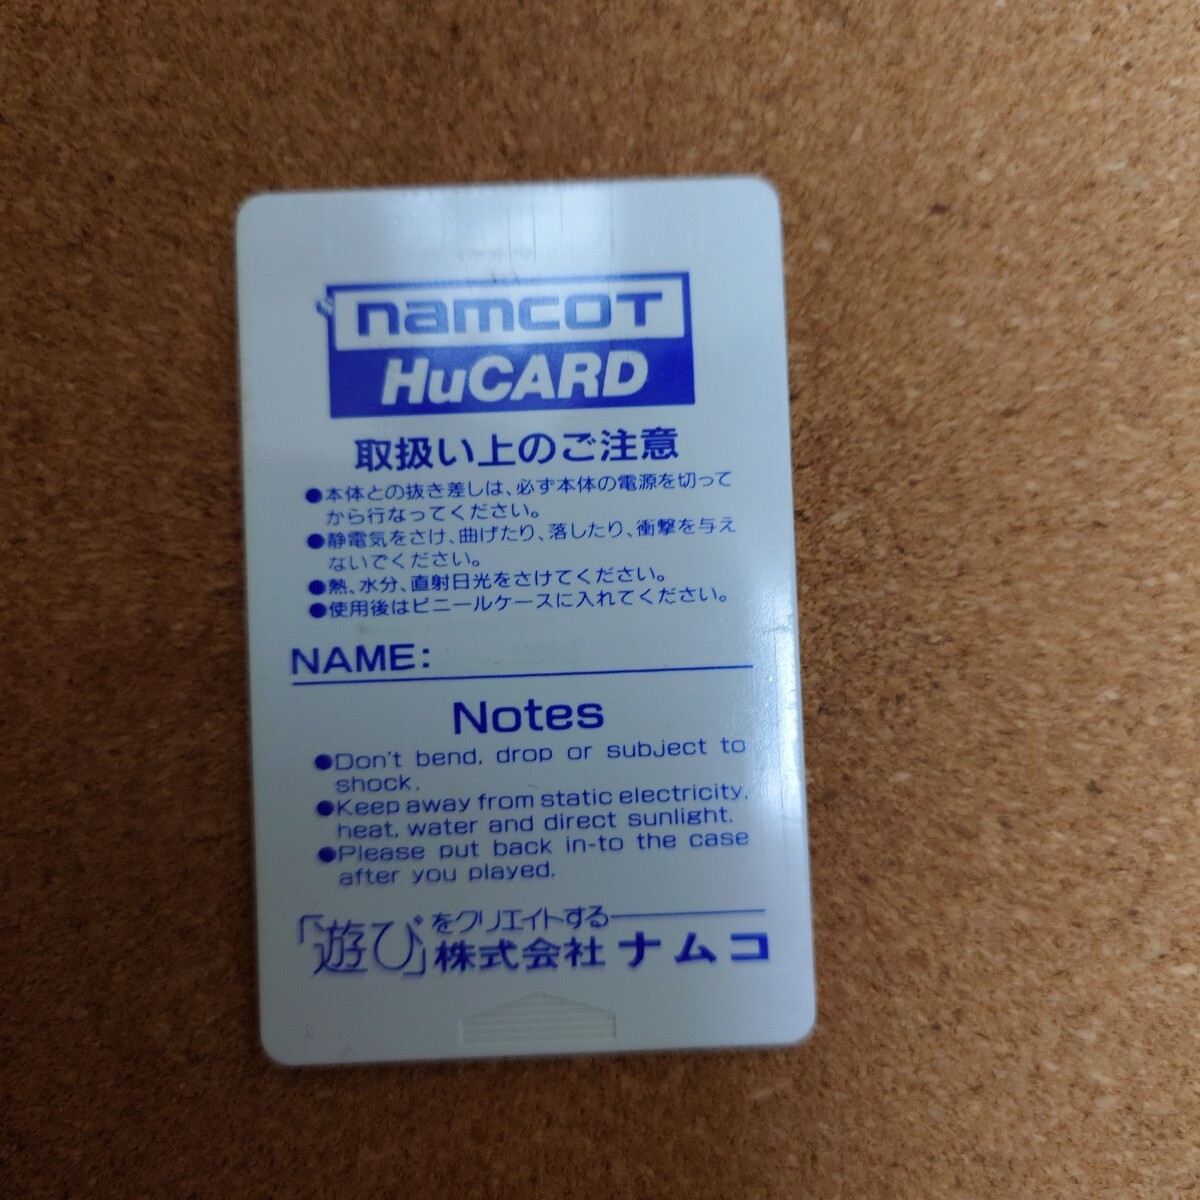 namcoT
HuCARD
取扱い上のご注意
●本体との抜き差しは、必ず本体の電源を切って
から行なってください。
●静電気をさけ、曲げたり、落したり、衝撃を与え
ないでください。
●熱、水分、直射日光をさけてください。
●使用後はビニールケースに入れてください。
NAME:
Notes
●Don't bend, drop or subject to
shock.
●Keep away from static electricity,
heat, water and direct sunlight.
●Please put back in-to the case
after you played.
「遊び」をクリエイトする
株式会社ナムコ